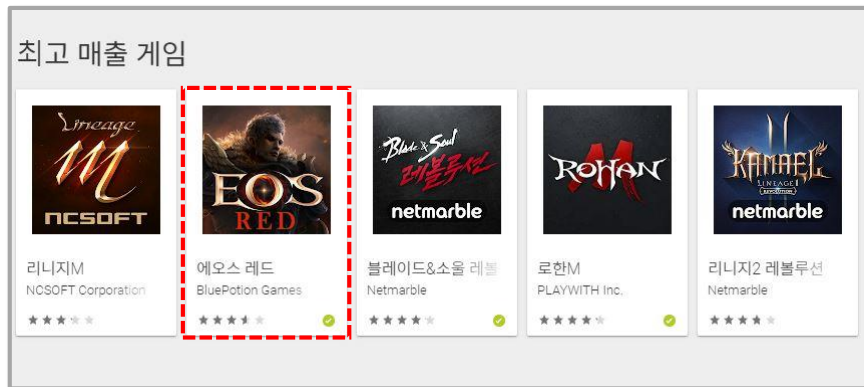 최고 매출 게임
Lineage
M
NCSOFT
EOS
RED
Blade & Soul
레볼루션
netmarble
ROHAN
M
II
KAMAEL
LINEAGE II
REVOLUTION
netmarble
리니지M
NCSOFT Corporation
에오스 레드
BluePotion Games
블레이드&소울 레볼
Netmarble
로한M
PLAYWITH Inc.
리니지2 레볼루션
Netmarble